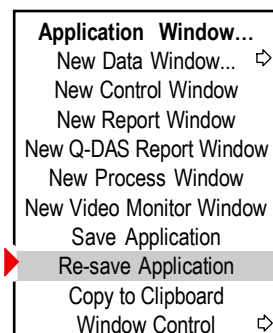 Application Window...
New Data Window...
New Control Window
New Report Window
New Q-DAS Report Window
New Process Window
New Video Monitor Window
Save Application
Re-save Application
Copy to Clipboard
Window Control